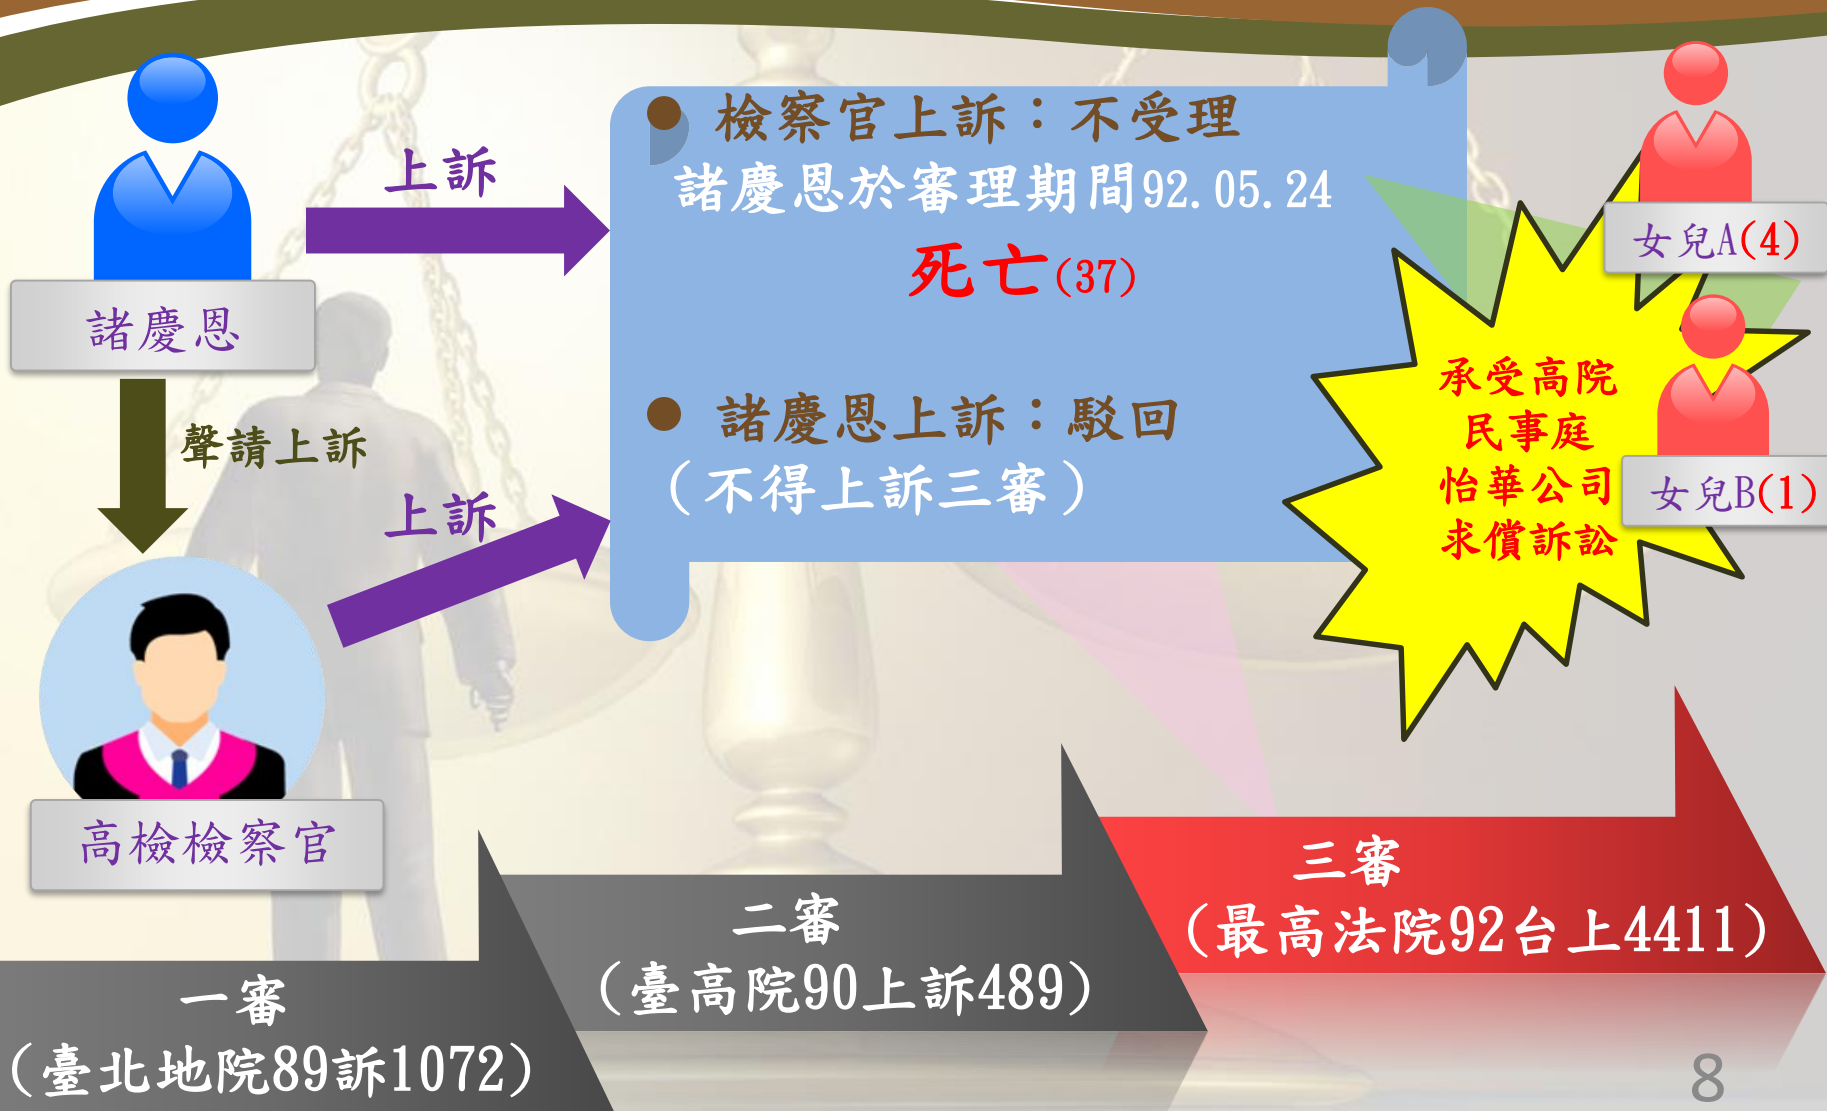 上訴
諸慶恩
聲請上訴
上訴
高檢檢察官
● 檢察官上訴：不受理
諸慶恩於審理期間92.05.24
死亡(37)
● 諸慶恩上訴：駁回
（不得上訴三審）
女兒A(4)
女兒B(1)
承受高院
民事庭
怡華公司
求償訴訟
一審
（臺北地院89訴1072）
二審
（臺高院90上訴489）
三審
（最高法院92台上4411）
8